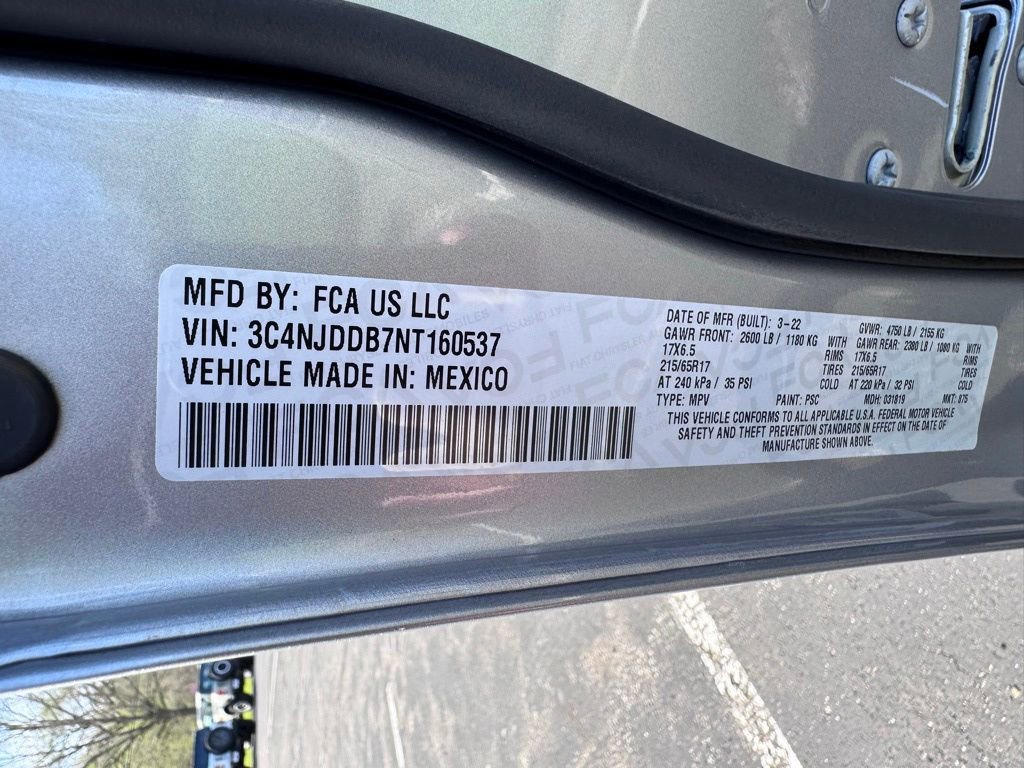 MFD BY: FCA US LLC
VIN: 3C4NJDDB7NT160537
VEHICLE MADE IN: MEXICO
DATE OF MFR (BUILT): 3-22
GVWR: 4750 LB / 2155 KG
GAWR FRONT: 2600 LB / 1180 KG WITH
GAWR REAR: 2380 LB / 1080 KG WITH
17X6.5 RIMS
17X6.5 RIMS
215/65R17 TIRES
215/65R17 TIRES
AT 240 kPa / 35 PSI COLD
AT 220 kPa / 32 PSI COLD
TYPE: MPV PAINT: PSC MDH: 031819 MKT: 875
THIS VEHICLE CONFORMS TO ALL APPLICABLE U.S.A. FEDERAL MOTOR VEHICLE
SAFETY AND THEFT PREVENTION STANDARDS IN EFFECT ON THE DATE OF
MANUFACTURE SHOWN ABOVE.